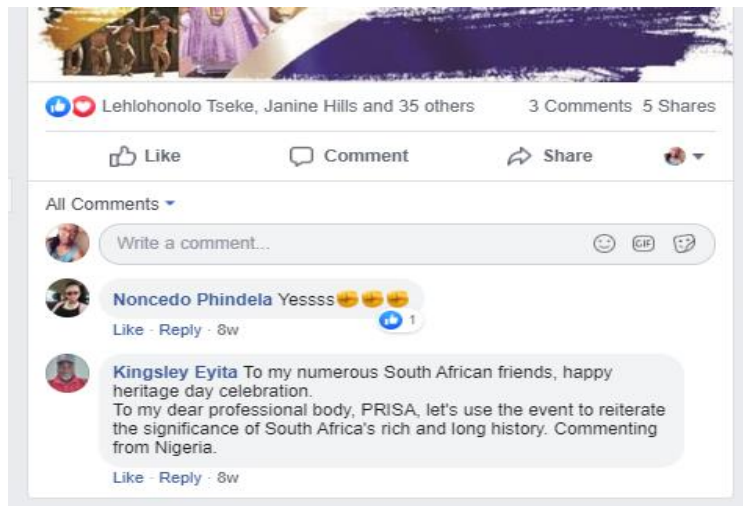 Lehlohonolo Tseke, Janine Hills and 35 others 3 Comments 5 Shares
Like Comment Share
All Comments
Write a comment... GIF
Noncedo Phindela Yessss✊✊✊
1
Like · Reply · 8w
Kingsley Eyita To my numerous South African friends, happy
heritage day celebration.
To my dear professional body, PRISA, let's use the event to reiterate
the significance of South Africa's rich and long history. Commenting
from Nigeria.
Like · Reply · 8w